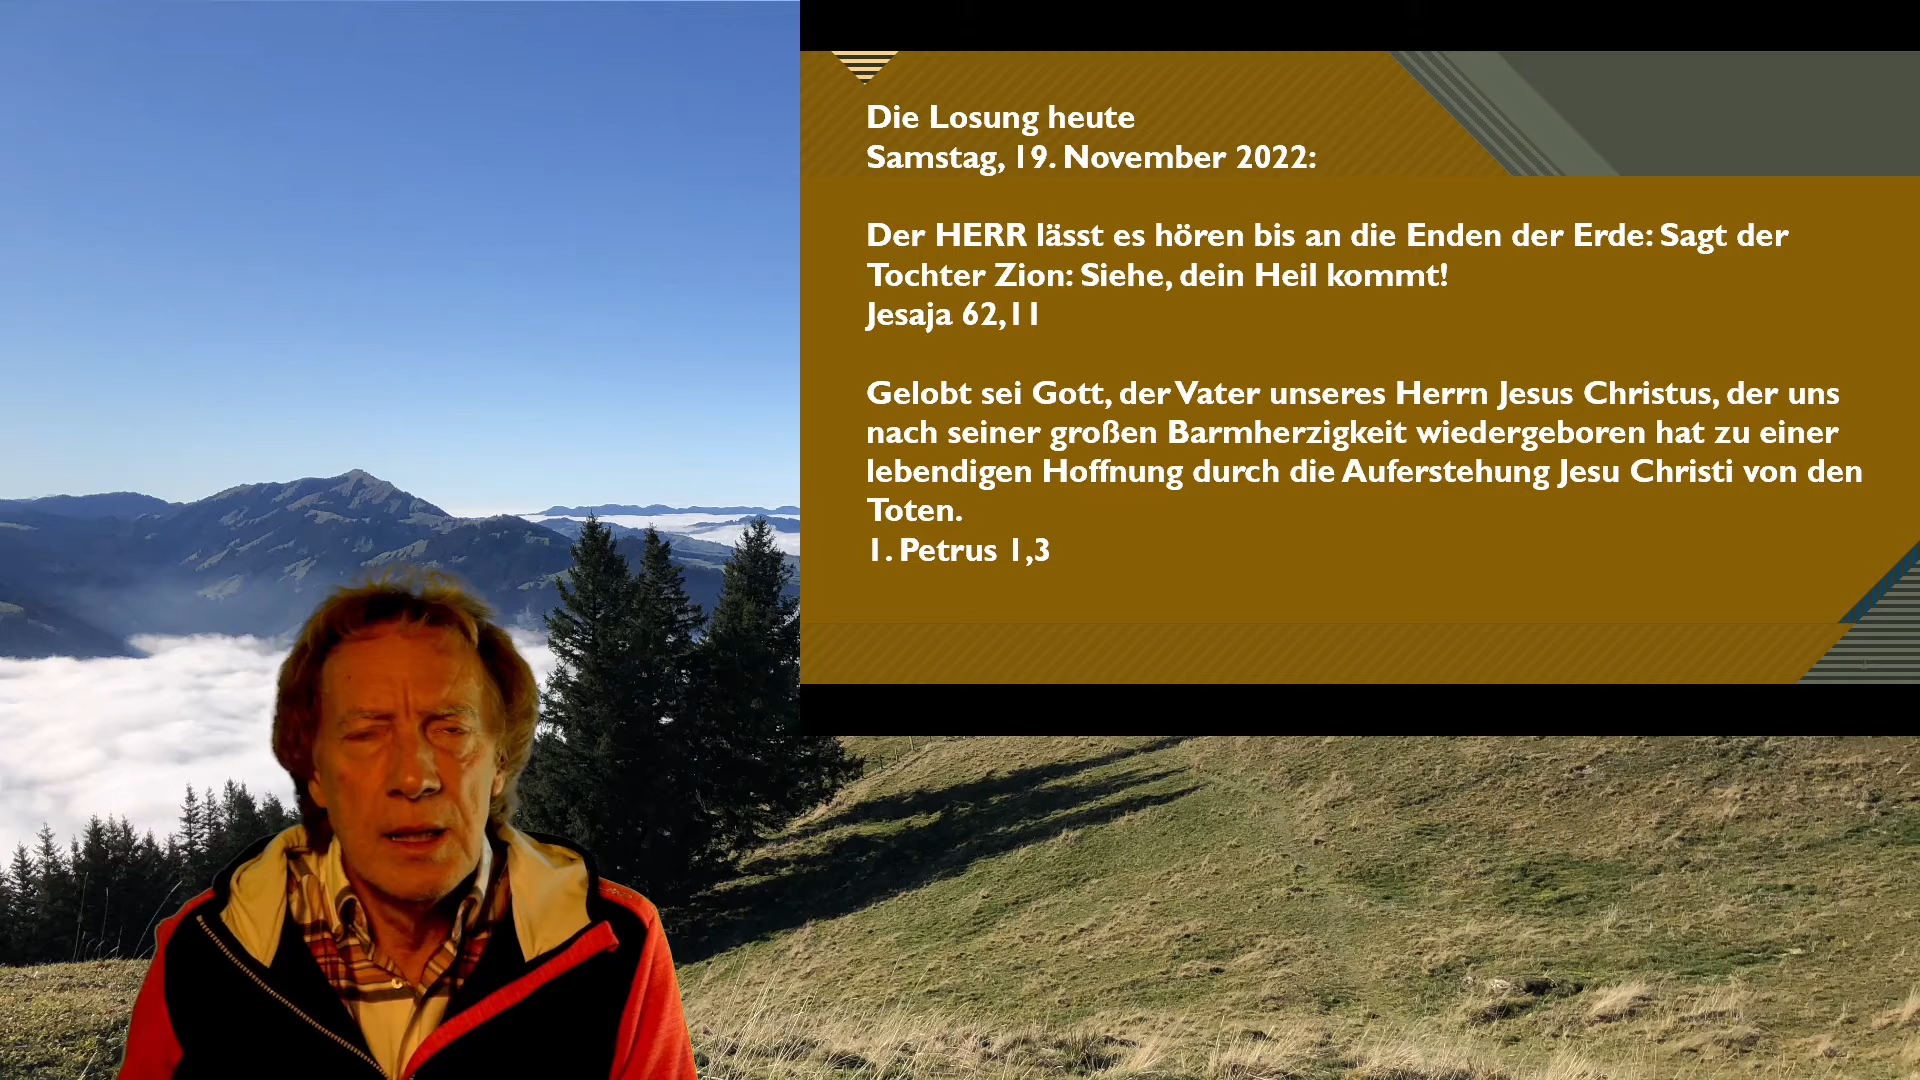 Die Losung heute
Samstag, 19. November 2022:
Der HERR lässt es hören bis an die Enden der Erde: Sagt der
Tochter Zion: Siehe, dein Heil kommt!
Jesaja 62,11
Gelobt sei Gott, der Vater unseres Herrn Jesus Christus, der uns
nach seiner großen Barmherzigkeit wiedergeboren hat zu einer
lebendigen Hoffnung durch die Auferstehung Jesu Christi von den
Toten.
1. Petrus 1,3